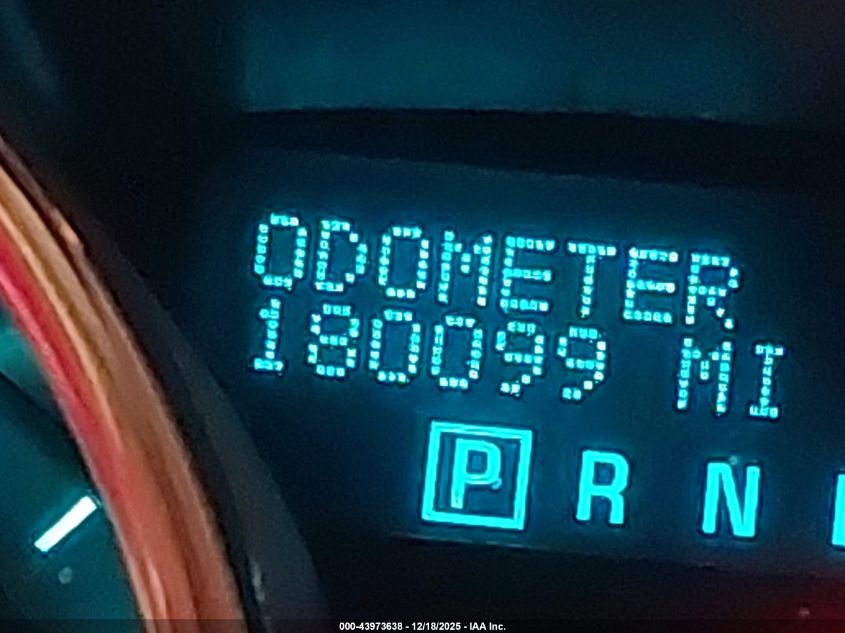 ODOMETER
180099 MI
P R N
000-43973638 - 12/18/2025 - IAA Inc.